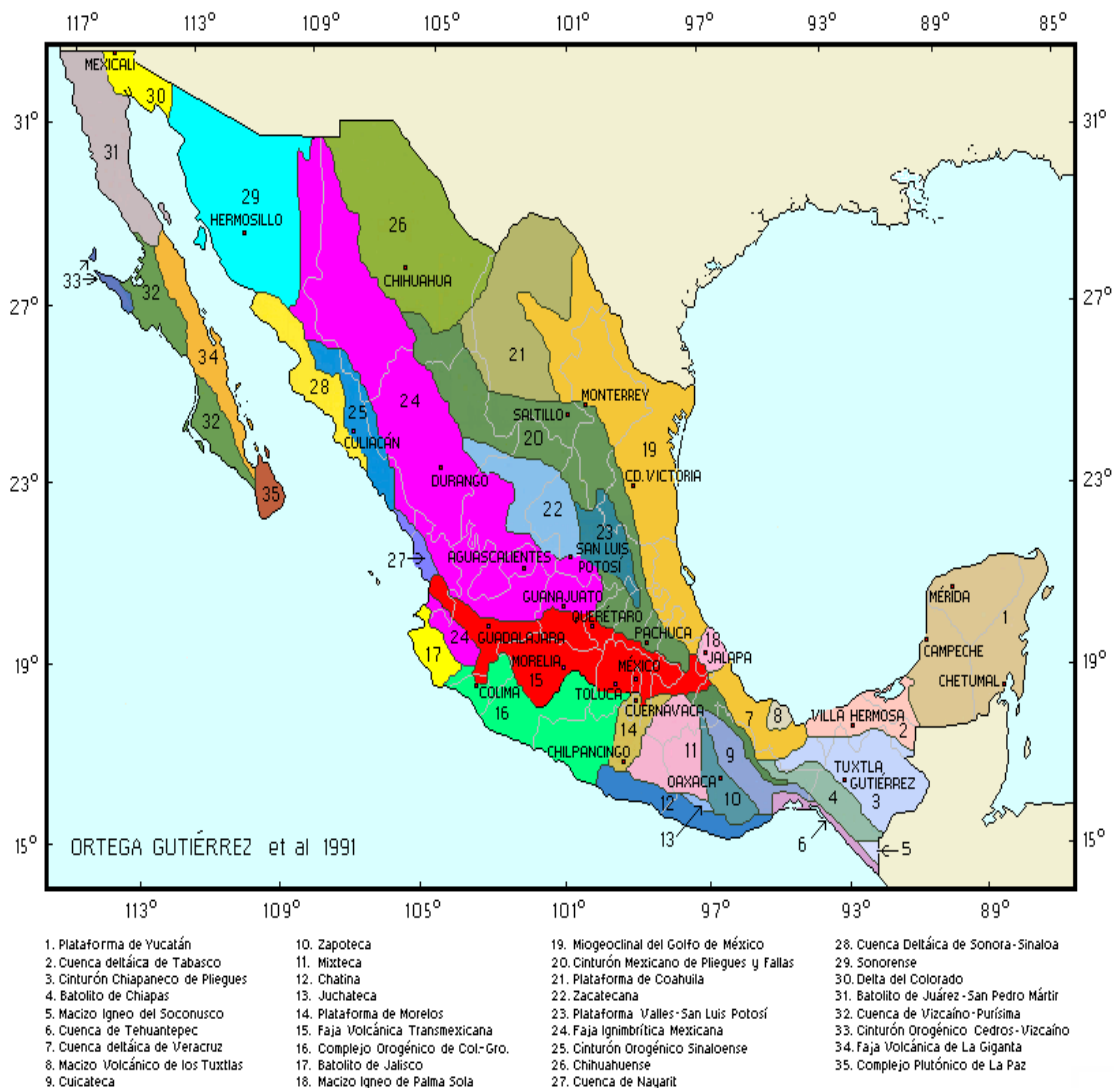 117° 113° 109° 105° 101° 97° 93° 89° 85°
MEXICALI
30
31° 31°
31
29
HERMOSILLO
26
CHIHUAHUA
33
32
27° 27°
34
21
28
24
MONTERREY
25
SALTILLO
32
20
19
CULIACÁN
DURANGO
CD. VICTORIA
23° 23°
35
22
23
27
AGUASCALIENTES
SAN LUIS
POTOSÍ
GUANAJUATO
MÉRIDA
1
QUERÉTARO
GUADALAJARA
PACHUCA
18
24
CAMPECHE
17
MORELIA
MÉXICO
JALAPA
19° 19°
15
TOLUCA
CHETUMAL
COLIMA
16
CUERNAVACA
7
8
VILLA HERMOSA
2
14
CHILPANCINGO
11
9
OAXACA
TUXTLA
GUTIÉRREZ
12
10
4
3
13
6
5
15° 15°
ORTEGA GUTIÉRREZ et al 1991
113° 109° 105° 101° 97° 93° 89°
1. Plataforma de Yucatán
2. Cuenca deltáica de Tabasco
3. Cinturón Chiapaneco de Pliegues
4. Batolito de Chiapas
5. Macizo Igneo del Soconusco
6. Cuenca de Tehuantepec
7. Cuenca deltáica de Veracruz
8. Macizo Volcánico de los Tuxtlas
9. Cuicateca
10. Zapoteca
11. Mixteca
12. Chatina
13. Juchateca
14. Plataforma de Morelos
15. Faja Volcánica Transmexicana
16. Complejo Orogénico de Col.-Gro.
17. Batolito de Jalisco
18. Macizo Igneo de Palma Sola
19. Miogeoclinal del Golfo de México
20. Cinturón Mexicano de Pliegues y Fallas
21. Plataforma de Coahuila
22. Zacatecana
23. Plataforma Valles-San Luis Potosí
24. Faja Ignimbrítica Mexicana
25. Cinturón Orogénico Sinaloense
26. Chihuahuense
27. Cuenca de Nayarit
28. Cuenca Deltáica de Sonora-Sinaloa
29. Sonorense
30. Delta del Colorado
31. Batolito de Juárez-San Pedro Mártir
32. Cuenca de Vizcaíno-Purísima
33. Cinturón Orogénico Cedros-Vizcaíno
34. Faja Volcánica de La Giganta
35. Complejo Plutónico de La Paz